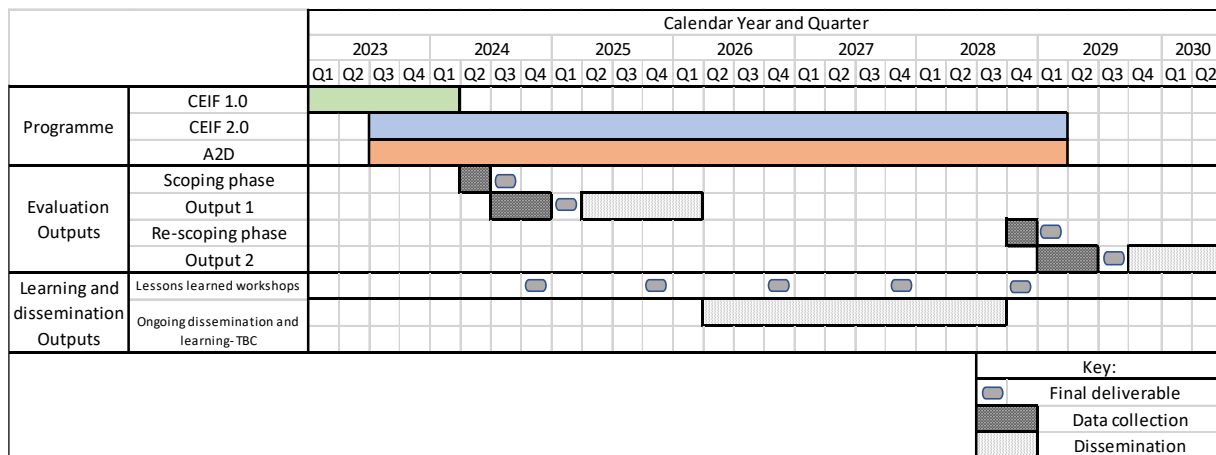 Calendar Year and Quarter
2023 2024 2025 2026 2027 2028 2029 2030
Q1 Q2 Q3 Q4 Q1 Q2 Q3 Q4 Q1 Q2 Q3 Q4 Q1 Q2 Q3 Q4 Q1 Q2 Q3 Q4 Q1 Q2 Q3 Q4 Q1 Q2 Q3 Q4 Q1 Q2
Programme
CEIF 1.0
CEIF 2.0
A2D
Evaluation
Outputs
Scoping phase
Output 1
Re-scoping phase
Output 2
Learning and
dissemination
Outputs
Lessons learned workshops
Ongoing dissemination and
learning- TBC
Key:
Final deliverable
Data collection
Dissemination